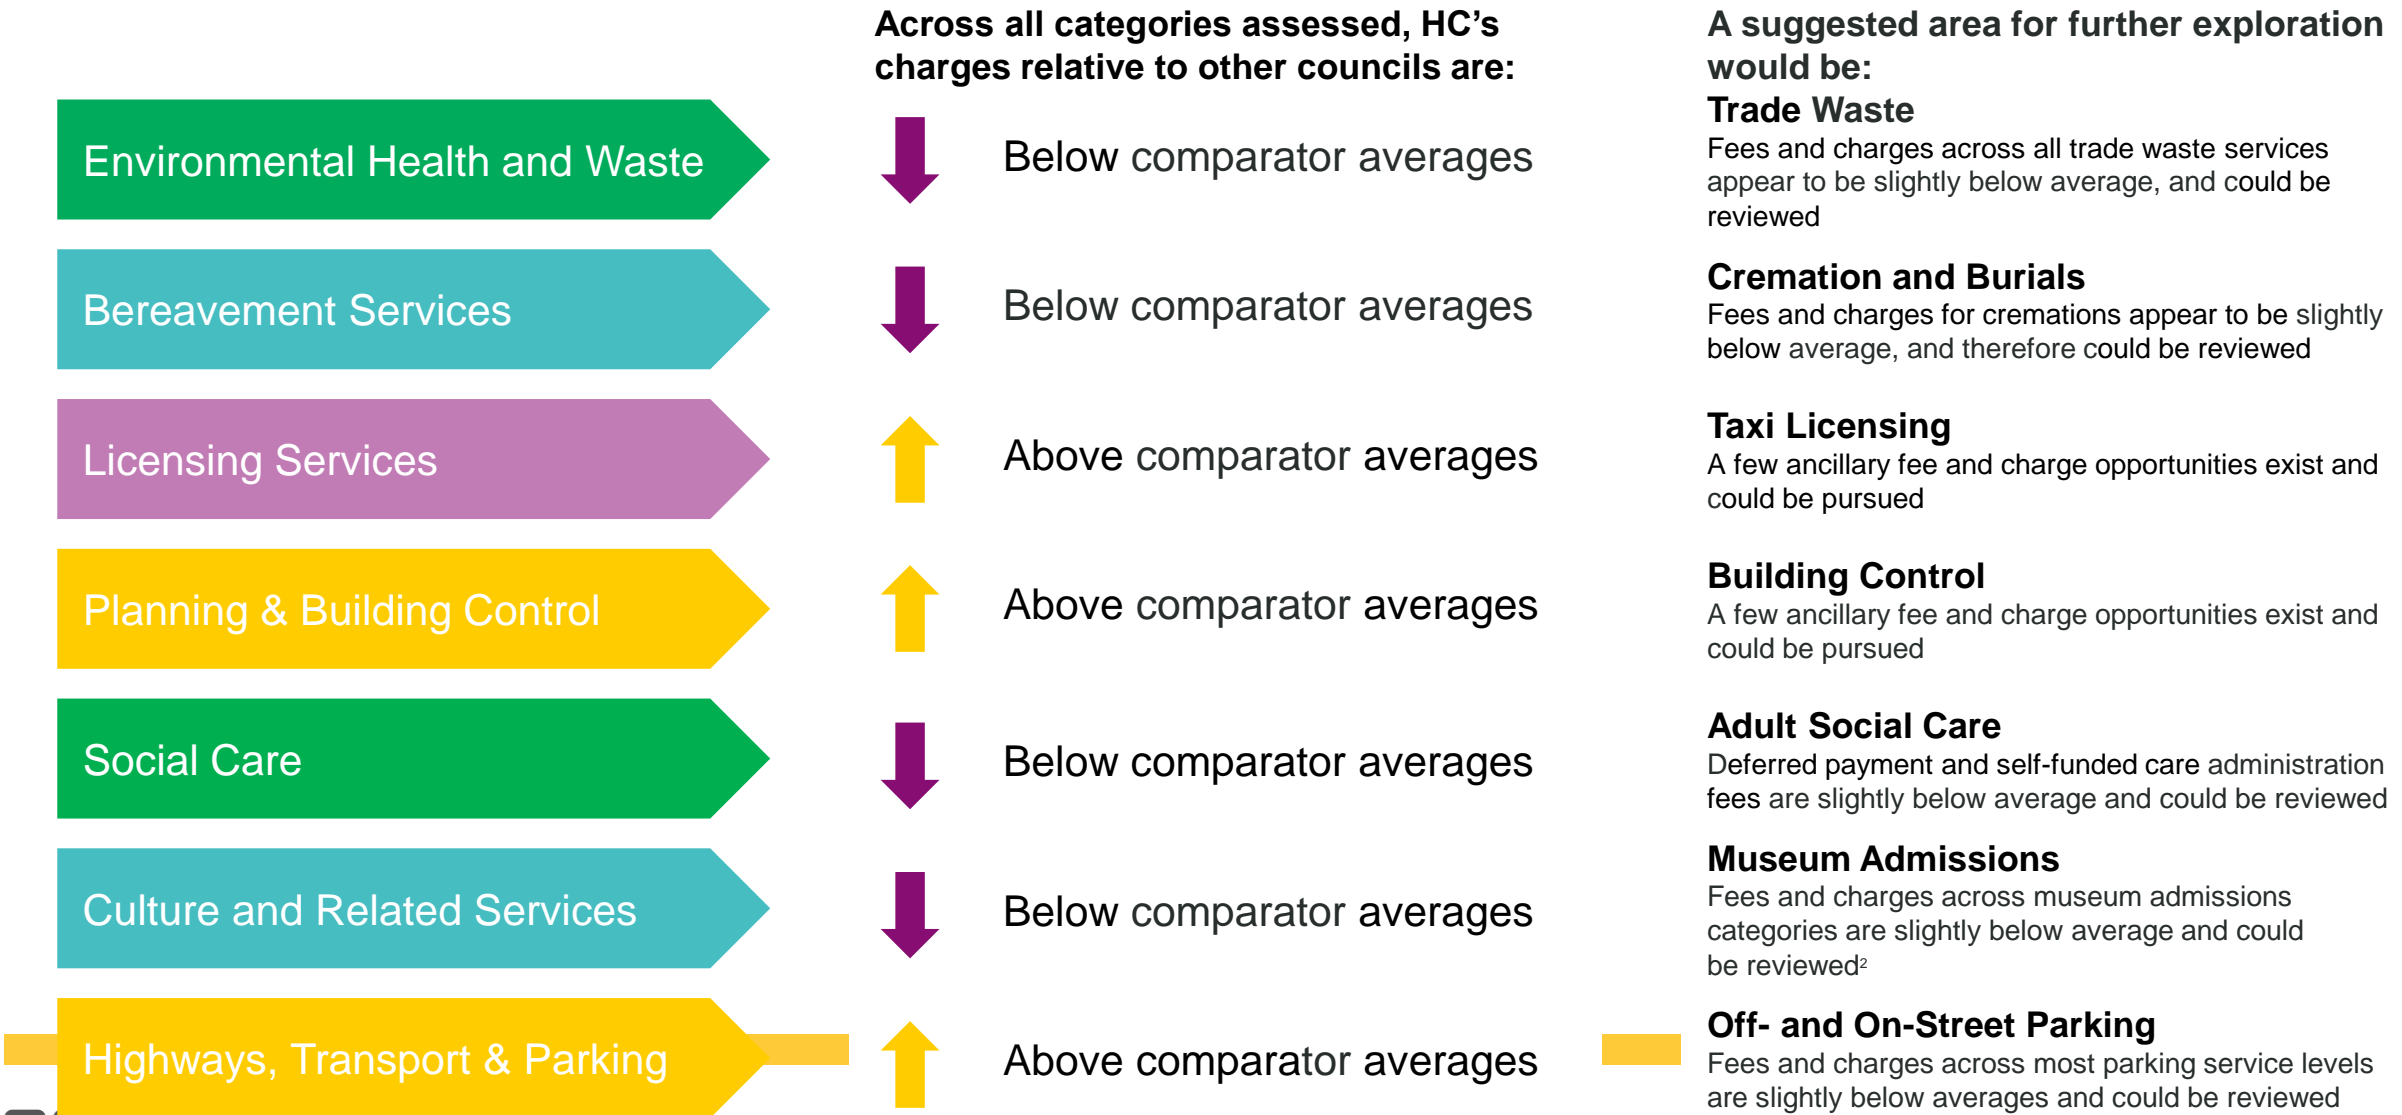 Across all categories assessed, HC’s
charges relative to other councils are:
A suggested area for further exploration
would be:
Environmental Health and Waste
Below comparator averages
Trade Waste
Fees and charges across all trade waste services
appear to be slightly below average, and could be
reviewed
Bereavement Services
Below comparator averages
Cremation and Burials
Fees and charges for cremations appear to be slightly
below average, and therefore could be reviewed
Licensing Services
Above comparator averages
Taxi Licensing
A few ancillary fee and charge opportunities exist and
could be pursued
Planning & Building Control
Above comparator averages
Building Control
A few ancillary fee and charge opportunities exist and
could be pursued
Social Care
Below comparator averages
Adult Social Care
Deferred payment and self-funded care administration
fees are slightly below average and could be reviewed
Culture and Related Services
Below comparator averages
Museum Admissions
Fees and charges across museum admissions
categories are slightly below average and could
be reviewed²
Highways, Transport & Parking
Above comparator averages
Off- and On-Street Parking
Fees and charges across most parking service levels
are slightly below averages and could be reviewed